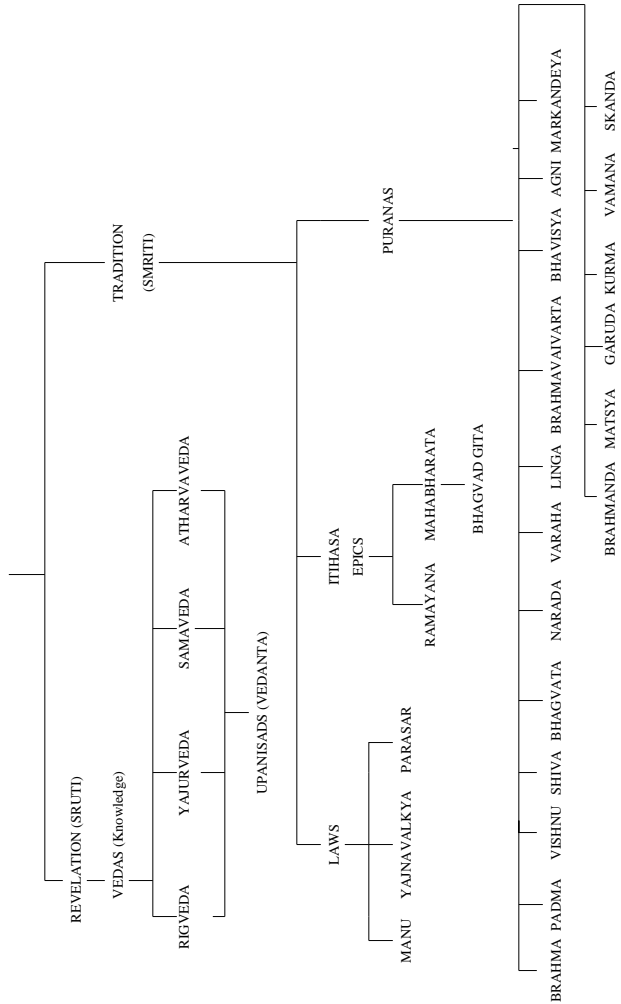 REVELATION (SRUTI)
TRADITION
(SMRITI)
VEDAS (Knowledge)
RIGVEDA YAJURVEDA SAMAVEDA ATHARVAVEDA
UPANISADS (VEDANTA)
LAWS
ITIHASA
EPICS
PURANAS
MANU YAJNAVALKYA PARASAR
RAMAYANA MAHABHARATA
BHAGVAD GITA
BRAHMA PADMA VISHNU SHIVA BHAGVATA NARADA VARAHA LINGA BRAHMAVAIVARTA BHAVISYA AGNI MARKANDEYA
BRAHMANDA MATSYA GARUDA KURMA VAMANA SKANDA